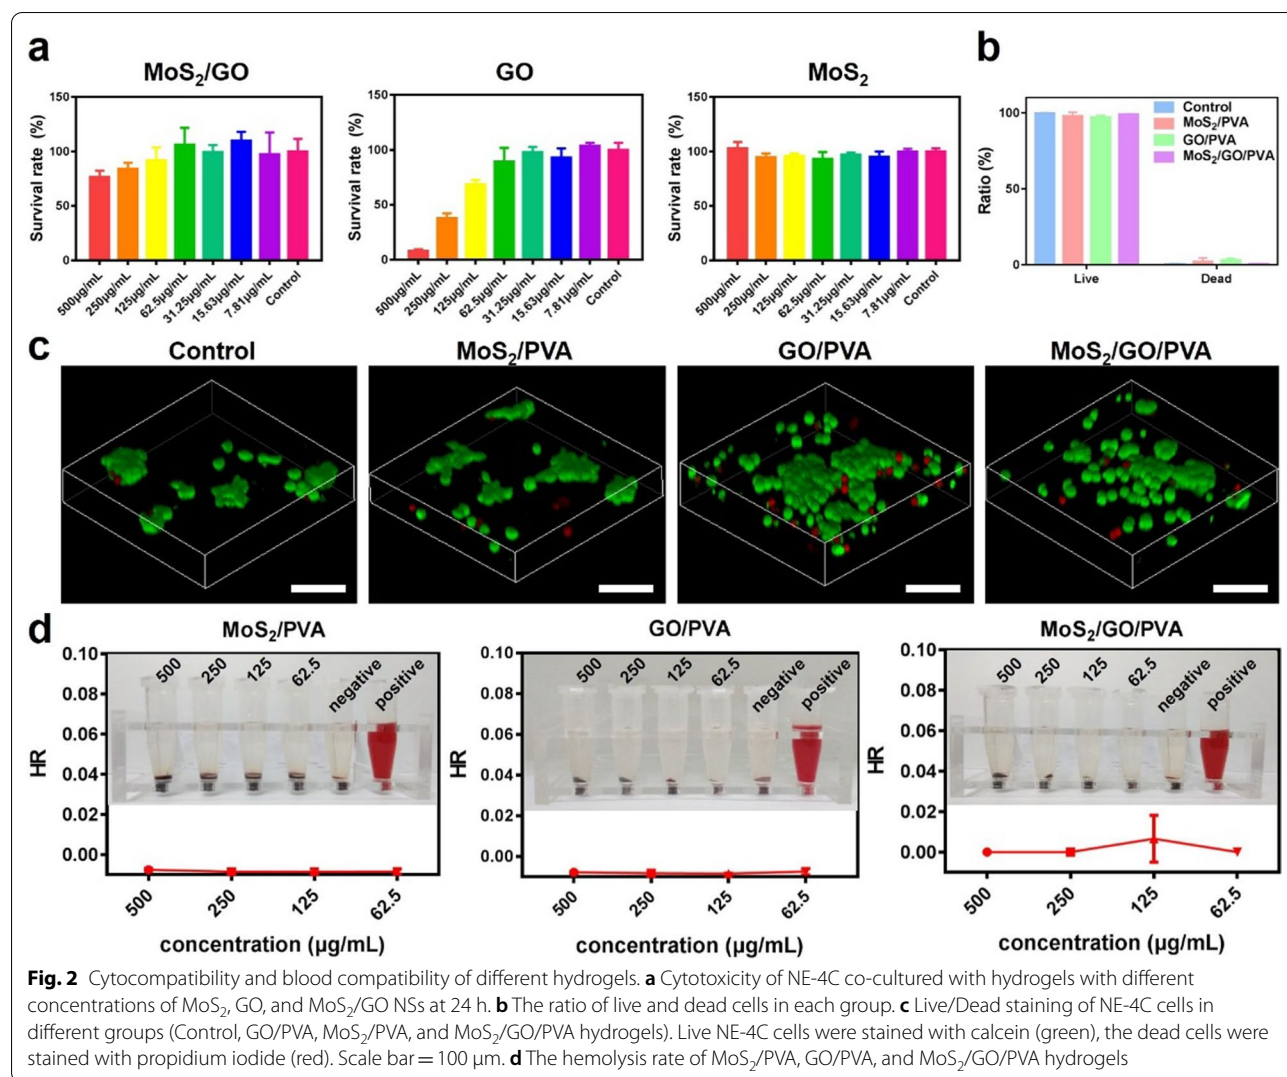 a
b
MoS₂/GO
GO
MoS₂
Survival rate (%)
150
100
50
0
500µg/mL
250µg/mL
125µg/mL
62.5µg/mL
31.25µg/mL
15.63µg/mL
7.81µg/mL
Control
Survival rate (%)
150
100
50
0
500µg/mL
250µg/mL
125µg/mL
62.5µg/mL
31.25µg/mL
15.63µg/mL
7.81µg/mL
Control
Survival rate (%)
150
100
50
0
500µg/mL
250µg/mL
125µg/mL
62.5µg/mL
31.25µg/mL
15.63µg/mL
7.81µg/mL
Control
Ratio (%)
100
50
0
Control
MoS₂/PVA
GO/PVA
MoS₂/GO/PVA
Live
Dead
c
Control
MoS₂/PVA
GO/PVA
MoS₂/GO/PVA
d
MoS₂/PVA
HR
0.10
0.08
0.06
0.04
0.02
0.00
500
250
125
62.5
negative
positive
500
250
125
62.5
concentration (µg/mL)
GO/PVA
HR
0.10
0.08
0.06
0.04
0.02
0.00
500
250
125
62.5
negative
positive
500
250
125
62.5
concentration (µg/mL)
MoS₂/GO/PVA
HR
0.10
0.08
0.06
0.04
0.02
0.00
500
250
125
62.5
negative
positive
500
250
125
62.5
concentration (µg/mL)
Fig. 2 Cytocompatibility and blood compatibility of different hydrogels. a Cytotoxicity of NE-4C co-cultured with hydrogels with different
concentrations of MoS₂, GO, and MoS₂/GO NSs at 24 h. b The ratio of live and dead cells in each group. c Live/Dead staining of NE-4C cells in
different groups (Control, GO/PVA, MoS₂/PVA, and MoS₂/GO/PVA hydrogels). Live NE-4C cells were stained with calcein (green), the dead cells were
stained with propidium iodide (red). Scale bar = 100 µm. d The hemolysis rate of MoS₂/PVA, GO/PVA, and MoS₂/GO/PVA hydrogels